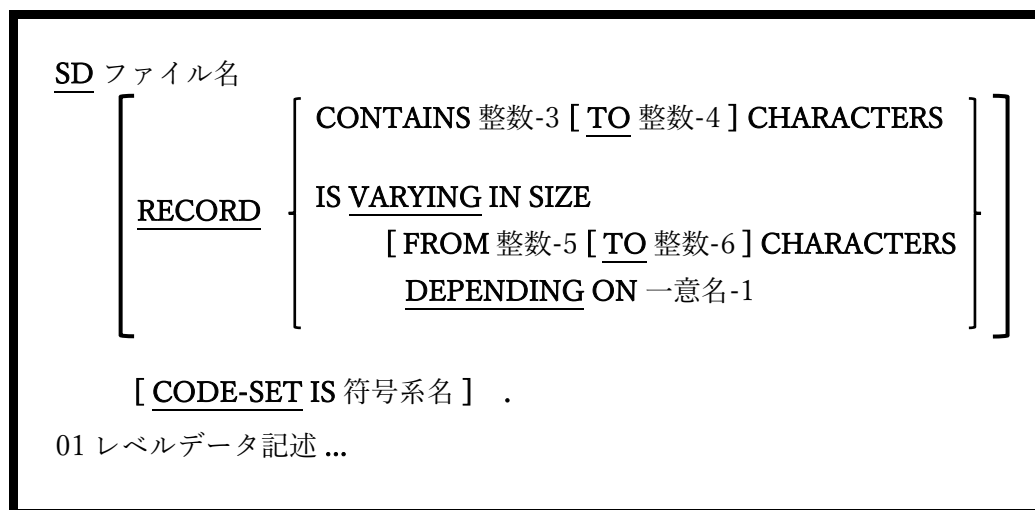 SD ファイル名
CONTAINS 整数-3 [ TO 整数-4 ] CHARACTERS
RECORD
IS VARYING IN SIZE
[ FROM 整数-5 [ TO 整数-6 ] CHARACTERS
DEPENDING ON 一意名-1
[ CODE-SET IS 符号系名 ] .
01 レベルデータ記述 ...